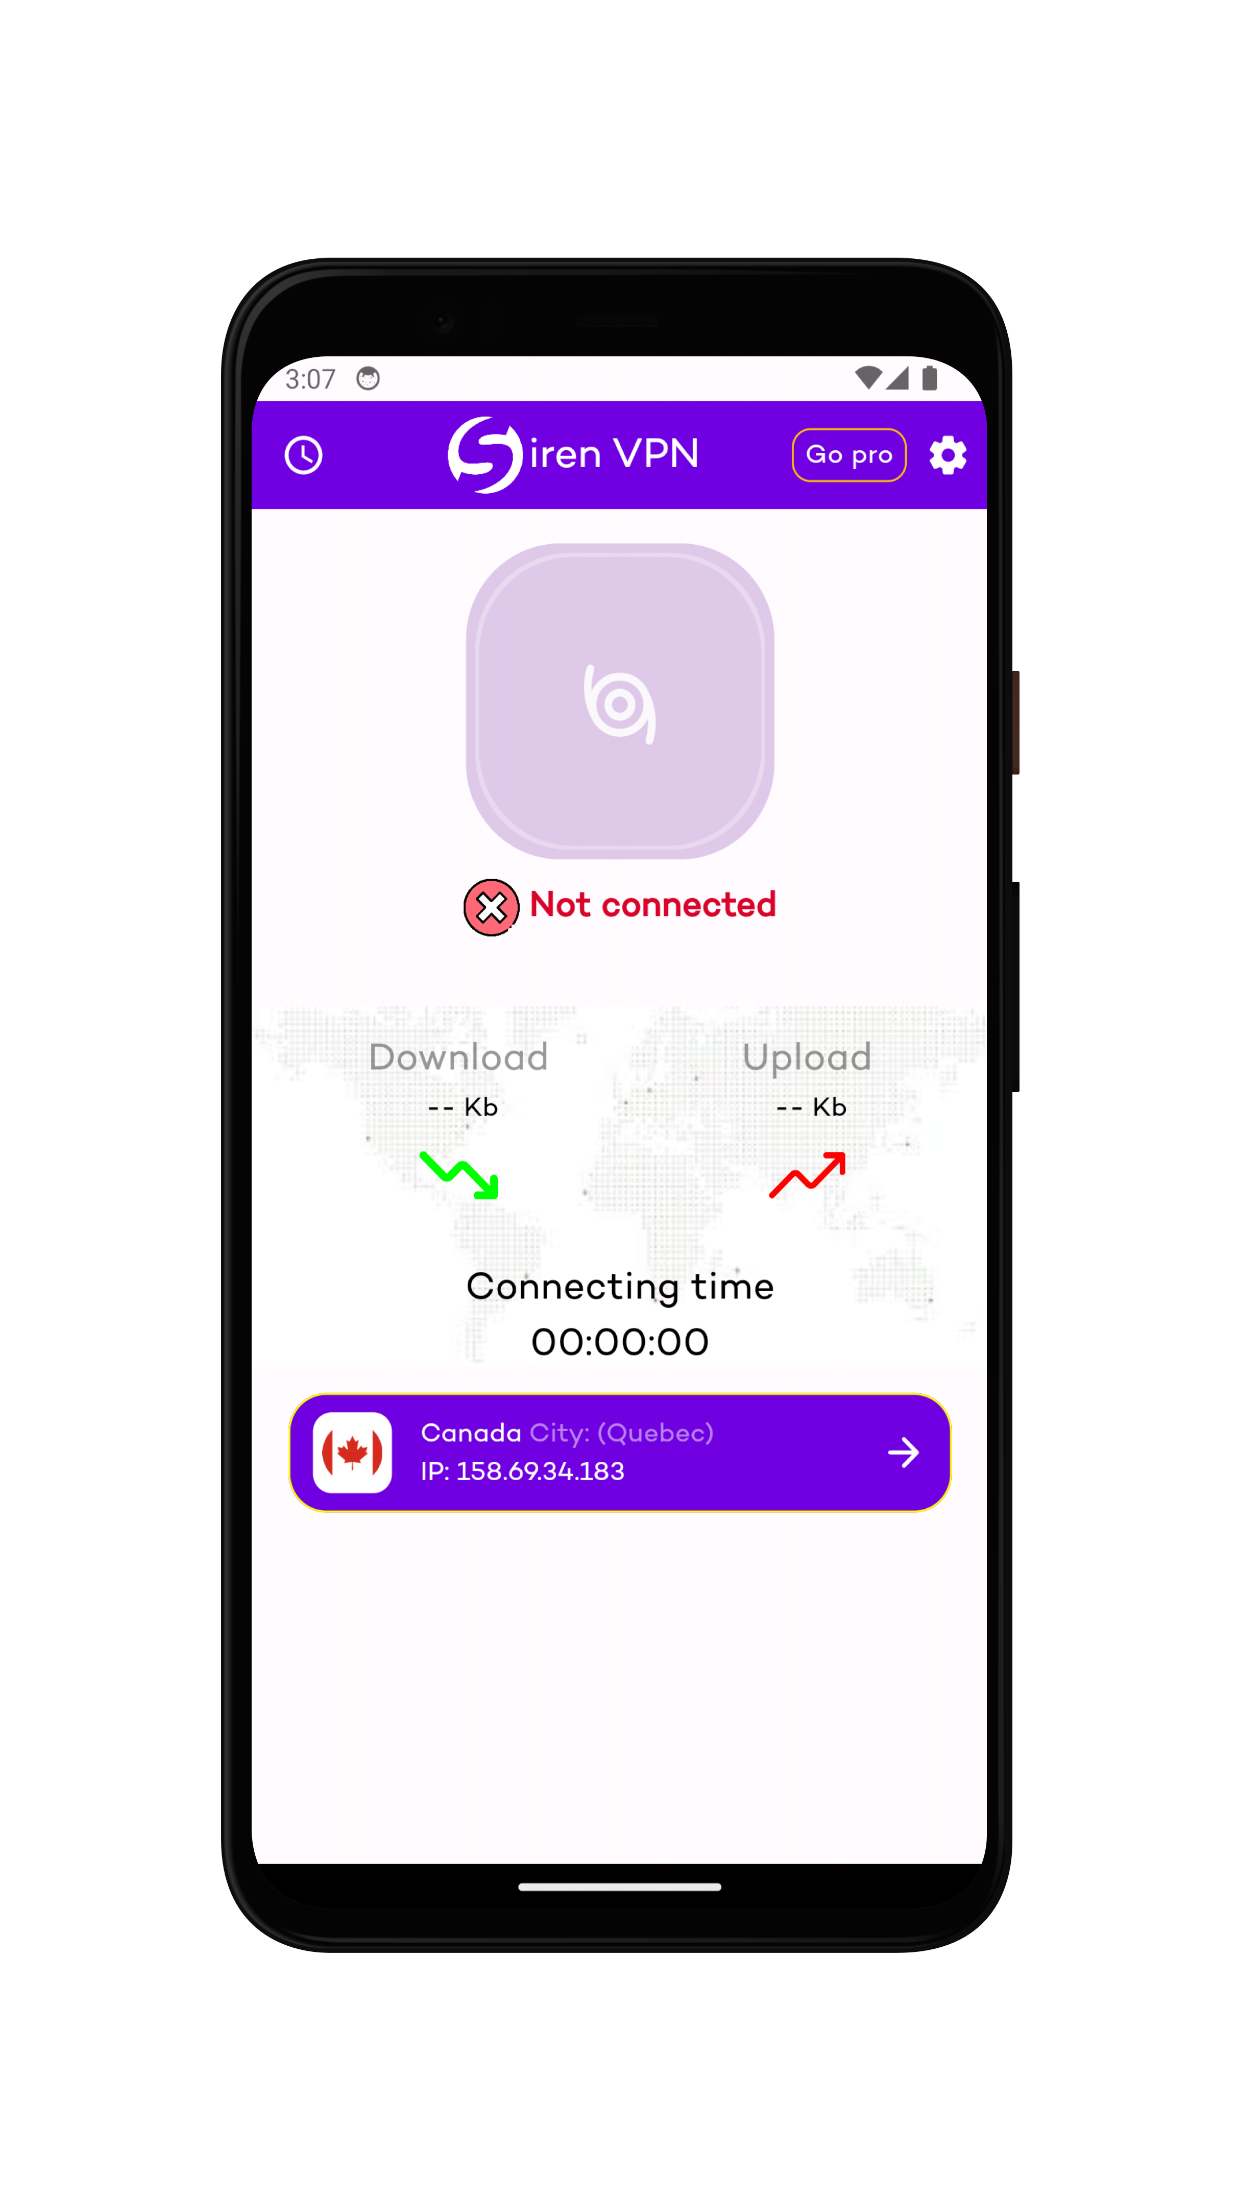 3:07
Siren VPN
Go pro
Not connected
Download
Upload
-- Kb
-- Kb
Connecting time
00:00:00
Canada City: (Quebec)
IP: 158.69.34.183